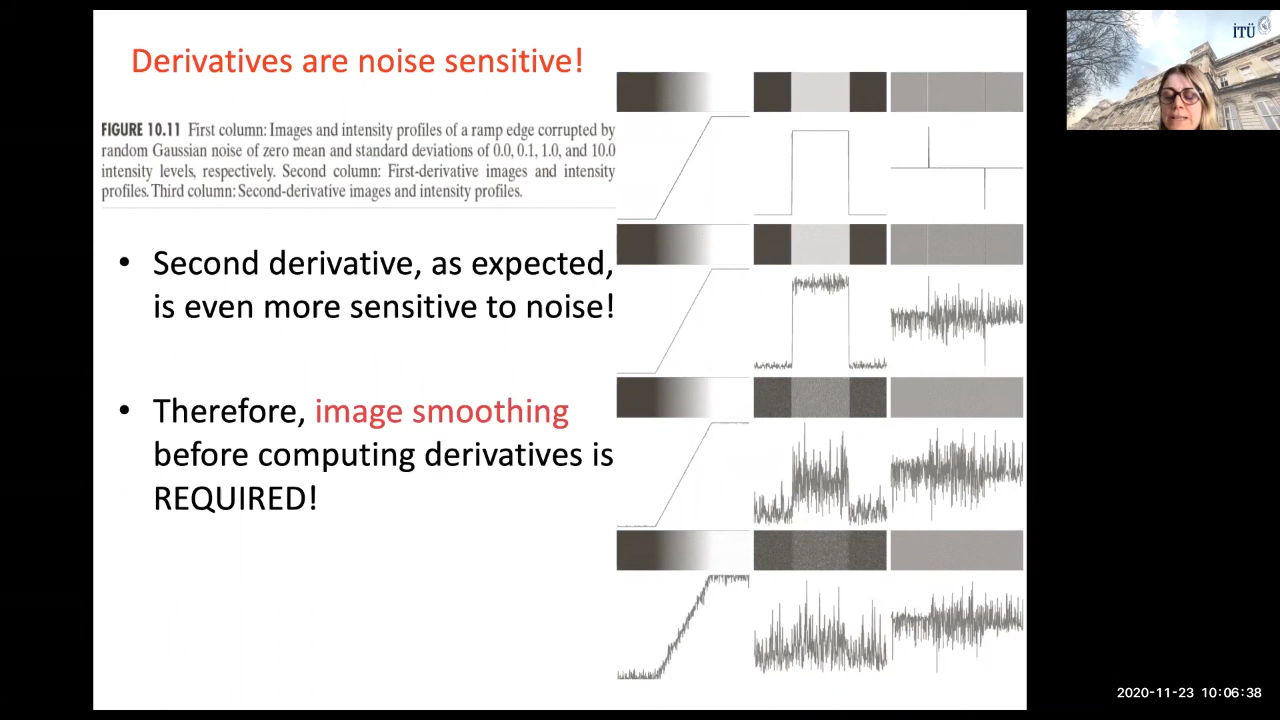 Derivatives are noise sensitive!
FIGURE 10.11 First column: Images and intensity profiles of a ramp edge corrupted by
random Gaussian noise of zero mean and standard deviations of 0.0, 0.1, 1.0, and 10.0
intensity levels, respectively. Second column: First-derivative images and intensity
profiles. Third column: Second-derivative images and intensity profiles.
• Second derivative, as expected,
is even more sensitive to noise!
• Therefore, image smoothing
before computing derivatives is
REQUIRED!
İTÜ
2020-11-23 10:06:38